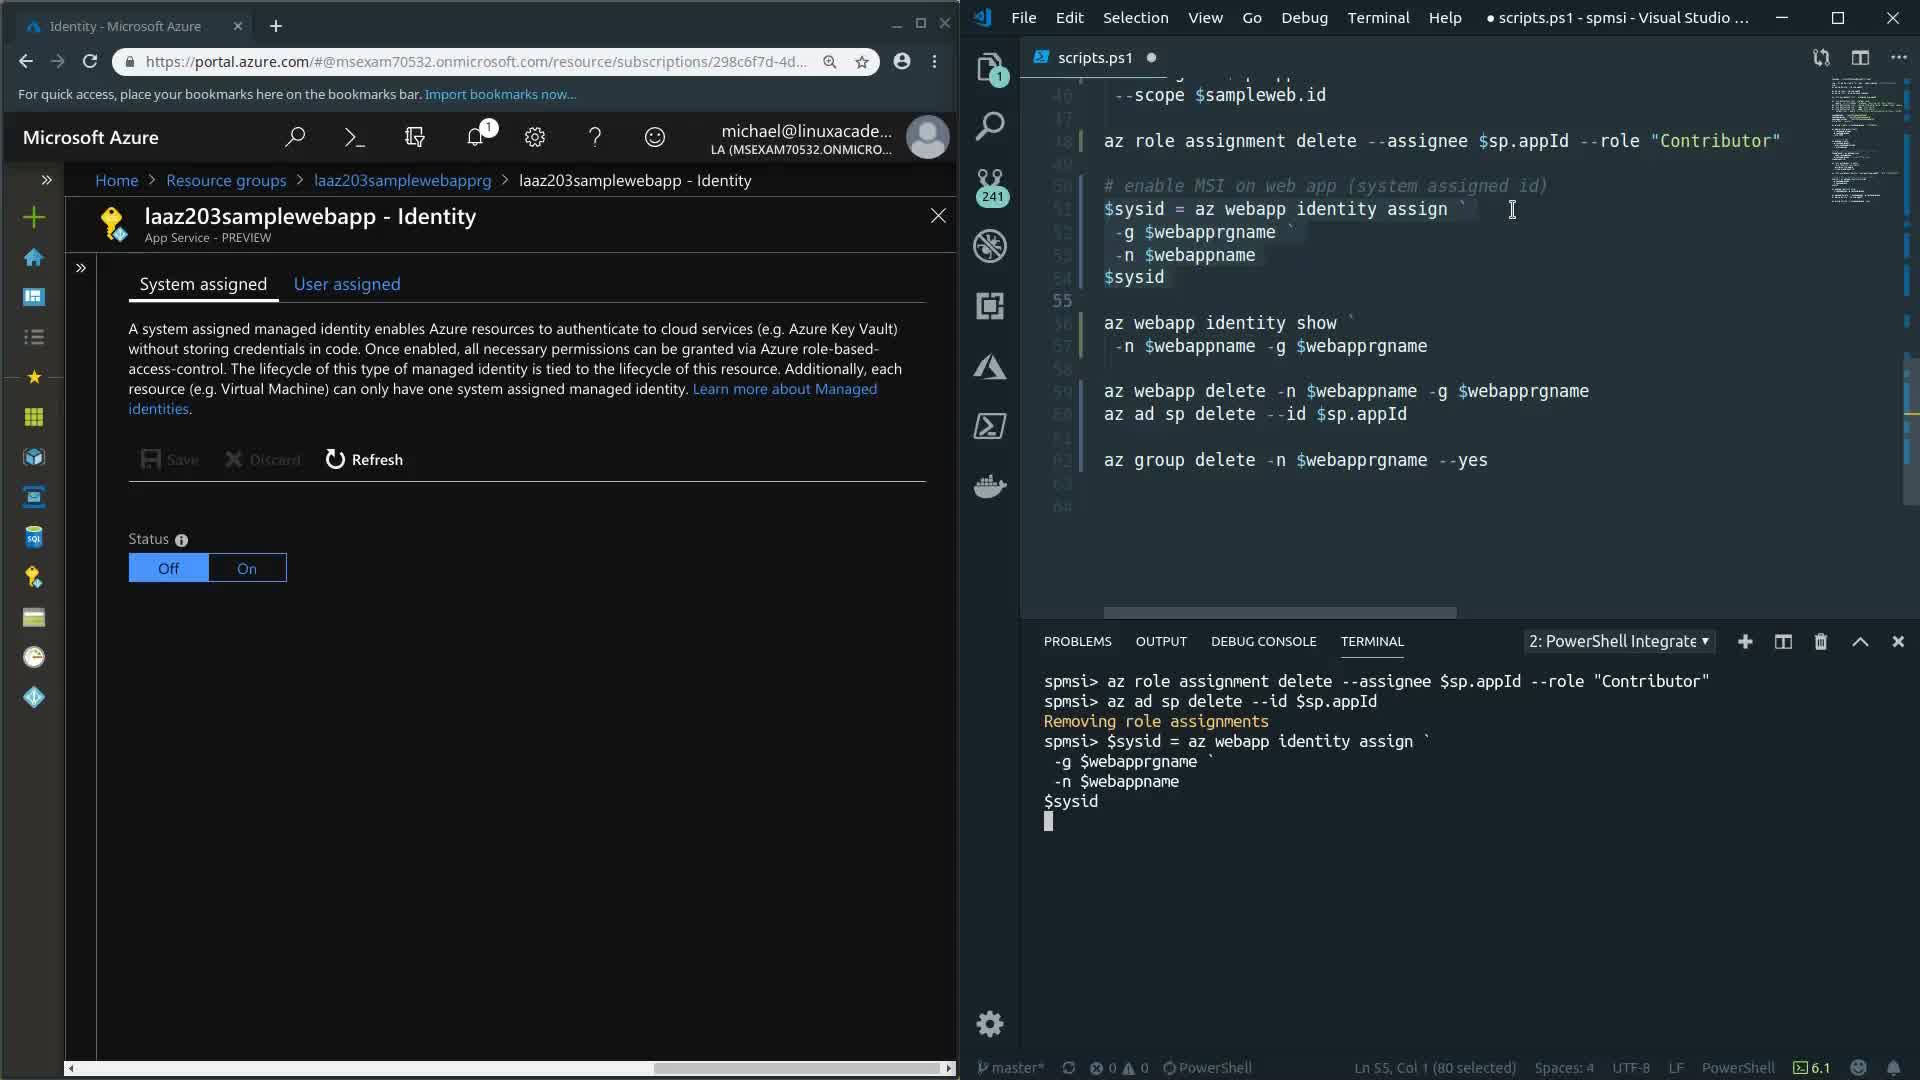 Identity - Microsoft Azure
https://portal.azure.com/#@msexam70532.onmicrosoft.com/resource/subscriptions/298c6f7d-4d...
For quick access, place your bookmarks here on the bookmarks bar. Import bookmarks now...
Microsoft Azure
1
michael@linuxacade...
LA (MSEXAM70532.ONMICRO...
Home > Resource groups > laaz203samplewebapprg > laaz203samplewebapp - Identity
laaz203samplewebapp - Identity
App Service - PREVIEW
System assigned
User assigned
A system assigned managed identity enables Azure resources to authenticate to cloud services (e.g. Azure Key Vault)
without storing credentials in code. Once enabled, all necessary permissions can be granted via Azure role-based-
access-control. The lifecycle of this type of managed identity is tied to the lifecycle of this resource. Additionally, each
resource (e.g. Virtual Machine) can only have one system assigned managed identity. Learn more about Managed
identities.
Save Discard Refresh
Status
Off On
SQL
File Edit Selection View Go Debug Terminal Help ● scripts.ps1 - spmsi - Visual Studio ...
scripts.ps1
1
241
46 --scope $sampleweb.id
47
48 az role assignment delete --assignee $sp.appId --role "Contributor"
49
50 # enable MSI on web app (system assigned id)
51 $sysid = az webapp identity assign `
52 -g $webapprgname `
53 -n $webappname
54 $sysid
55
56 az webapp identity show `
57 -n $webappname -g $webapprgname
58
59 az webapp delete -n $webappname -g $webapprgname
60 az ad sp delete --id $sp.appId
61
62 az group delete -n $webapprgname --yes
63
64
PROBLEMS OUTPUT DEBUG CONSOLE TERMINAL 2: PowerShell Integrate
spmsi> az role assignment delete --assignee $sp.appId --role "Contributor"
spmsi> az ad sp delete --id $sp.appId
Removing role assignments
spmsi> $sysid = az webapp identity assign `
-g $webapprgname `
-n $webappname
$sysid
master* 0 0 PowerShell Ln 55, Col 1 (80 selected) Spaces: 4 UTF-8 LF PowerShell 6.1